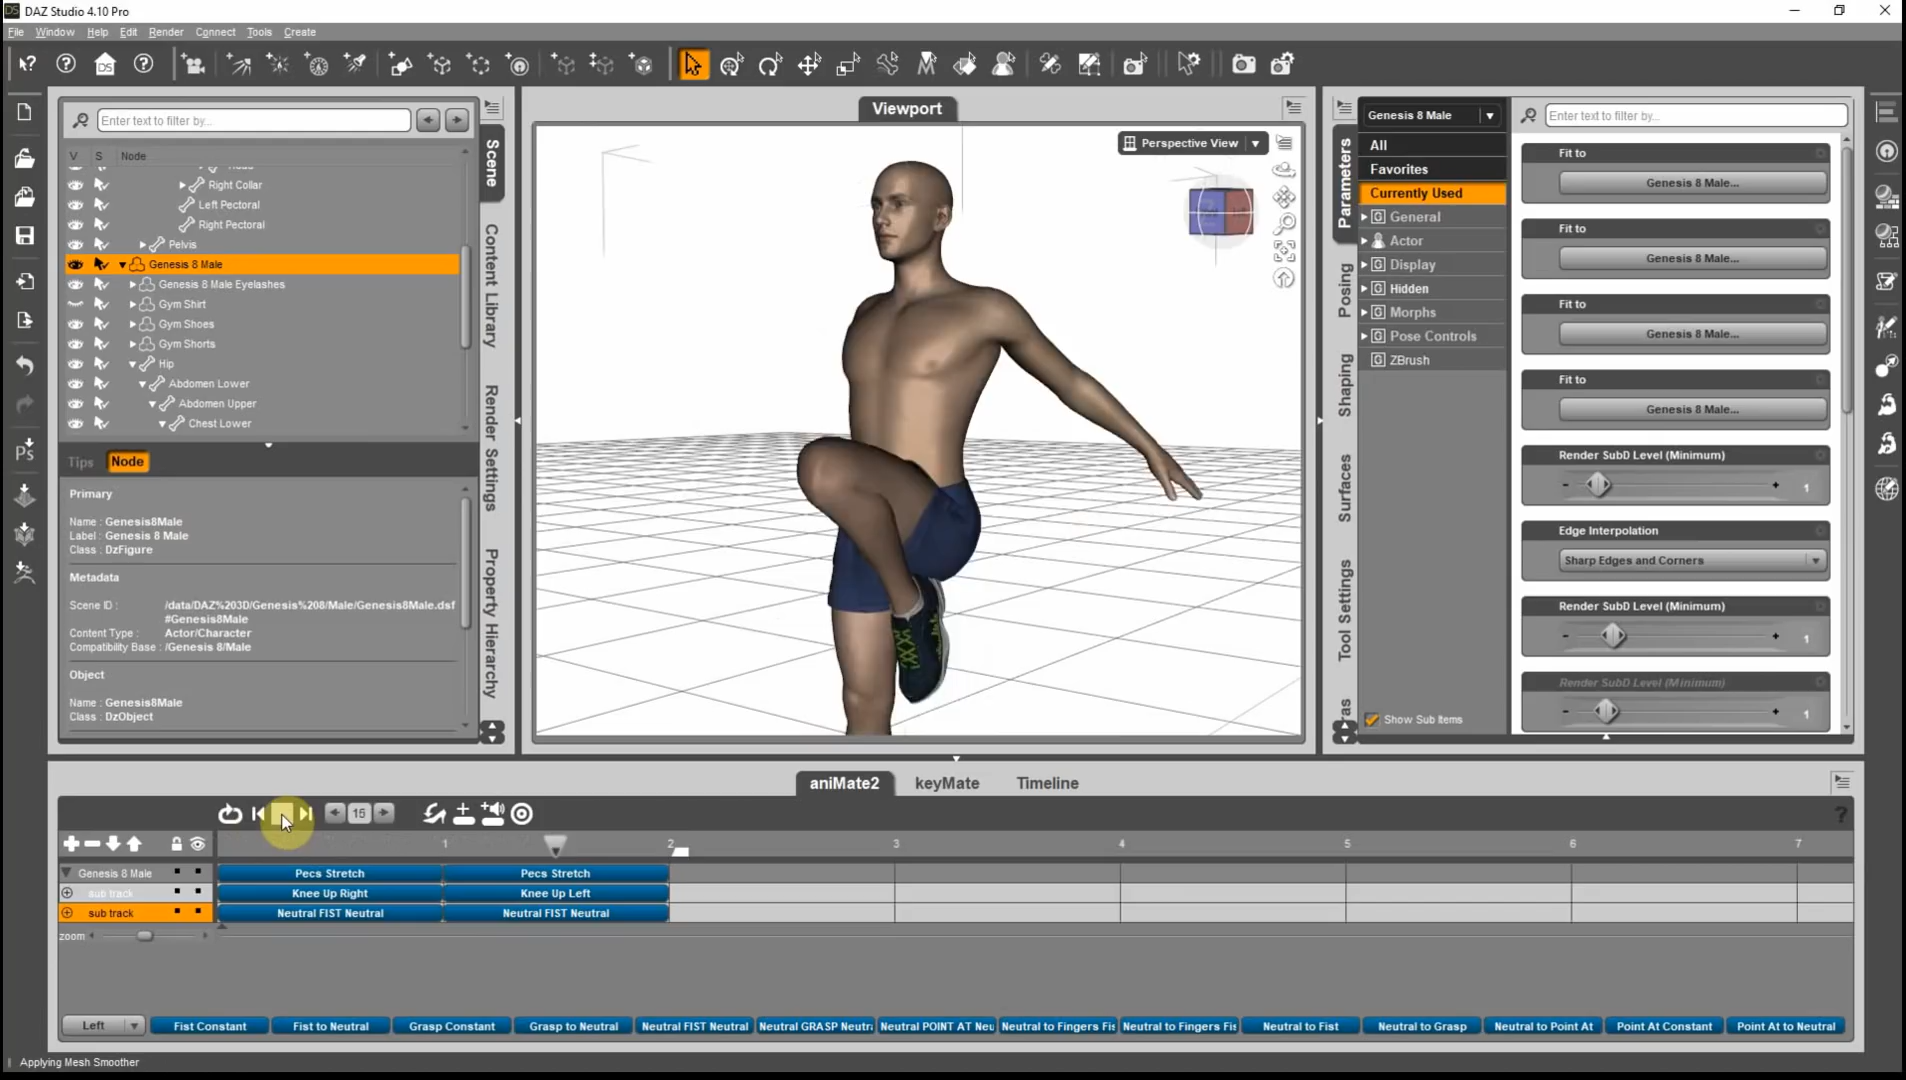 DAZ Studio 4.10 Pro
File Window Help Edit Render Connect Tools Create
Enter text to filter by...
V S Node
Right Collar
Left Pectoral
Right Pectoral
Pelvis
Genesis 8 Male
Genesis 8 Male Eyelashes
Gym Shirt
Gym Shoes
Gym Shorts
Hip
Abdomen Lower
Abdomen Upper
Chest Lower
Tips Node
Primary
Name : Genesis8Male
Label : Genesis 8 Male
Class : DzFigure
Metadata
Scene ID : /data/DAZ%203D/Genesis%208/Male/Genesis8Male.dsf
#Genesis8Male
Content Type : Actor/Character
Compatibility Base : /Genesis 8/Male
Object
Name : Genesis8Male
Class : DzObject
Scene
Content Library
Render Settings
Property Hierarchy
Viewport
Perspective View
Parameters
Posing
Shaping
Surfaces
Tool Settings
ras
Genesis 8 Male
All
Favorites
Currently Used
G General
Actor
G Display
G Hidden
G Morphs
G Pose Controls
G ZBrush
Show Sub Items
Enter text to filter by...
Fit to
Genesis 8 Male...
Fit to
Genesis 8 Male...
Fit to
Genesis 8 Male...
Fit to
Genesis 8 Male...
Render SubD Level (Minimum)
- + 1
Edge Interpolation
Sharp Edges and Corners
Render SubD Level (Minimum)
- + 1
Render SubD Level (Minimum)
- + 1
aniMate2 keyMate Timeline
15
?
1 2 3 4 5 6 7
Genesis 8 Male Pecs Stretch Pecs Stretch
sub track Knee Up Right Knee Up Left
sub track Neutral FIST Neutral Neutral FIST Neutral
zoom
Left Fist Constant Fist to Neutral Grasp Constant Grasp to Neutral Neutral FIST Neutral Neutral GRASP Neutr Neutral POINT AT Neu Neutral to Fingers Fis Neutral to Fingers Fis Neutral to Fist Neutral to Grasp Neutral to Point At Point At Constant Point At to Neutral
Applying Mesh Smoother